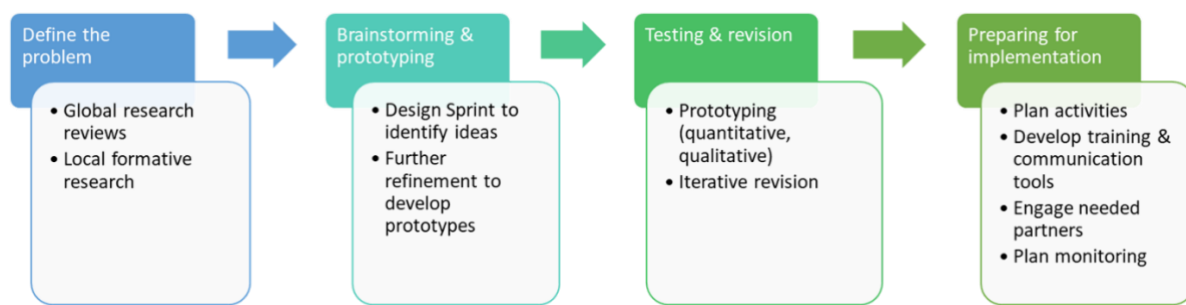 Define the
problem
• Global research
reviews
• Local formative
research
Brainstorming &
prototyping
• Design Sprint to
identify ideas
• Further
refinement to
develop
prototypes
Testing & revision
• Prototyping
(quantitative,
qualitative)
• Iterative revision
Preparing for
implementation
• Plan activities
• Develop training &
communication
tools
• Engage needed
partners
• Plan monitoring